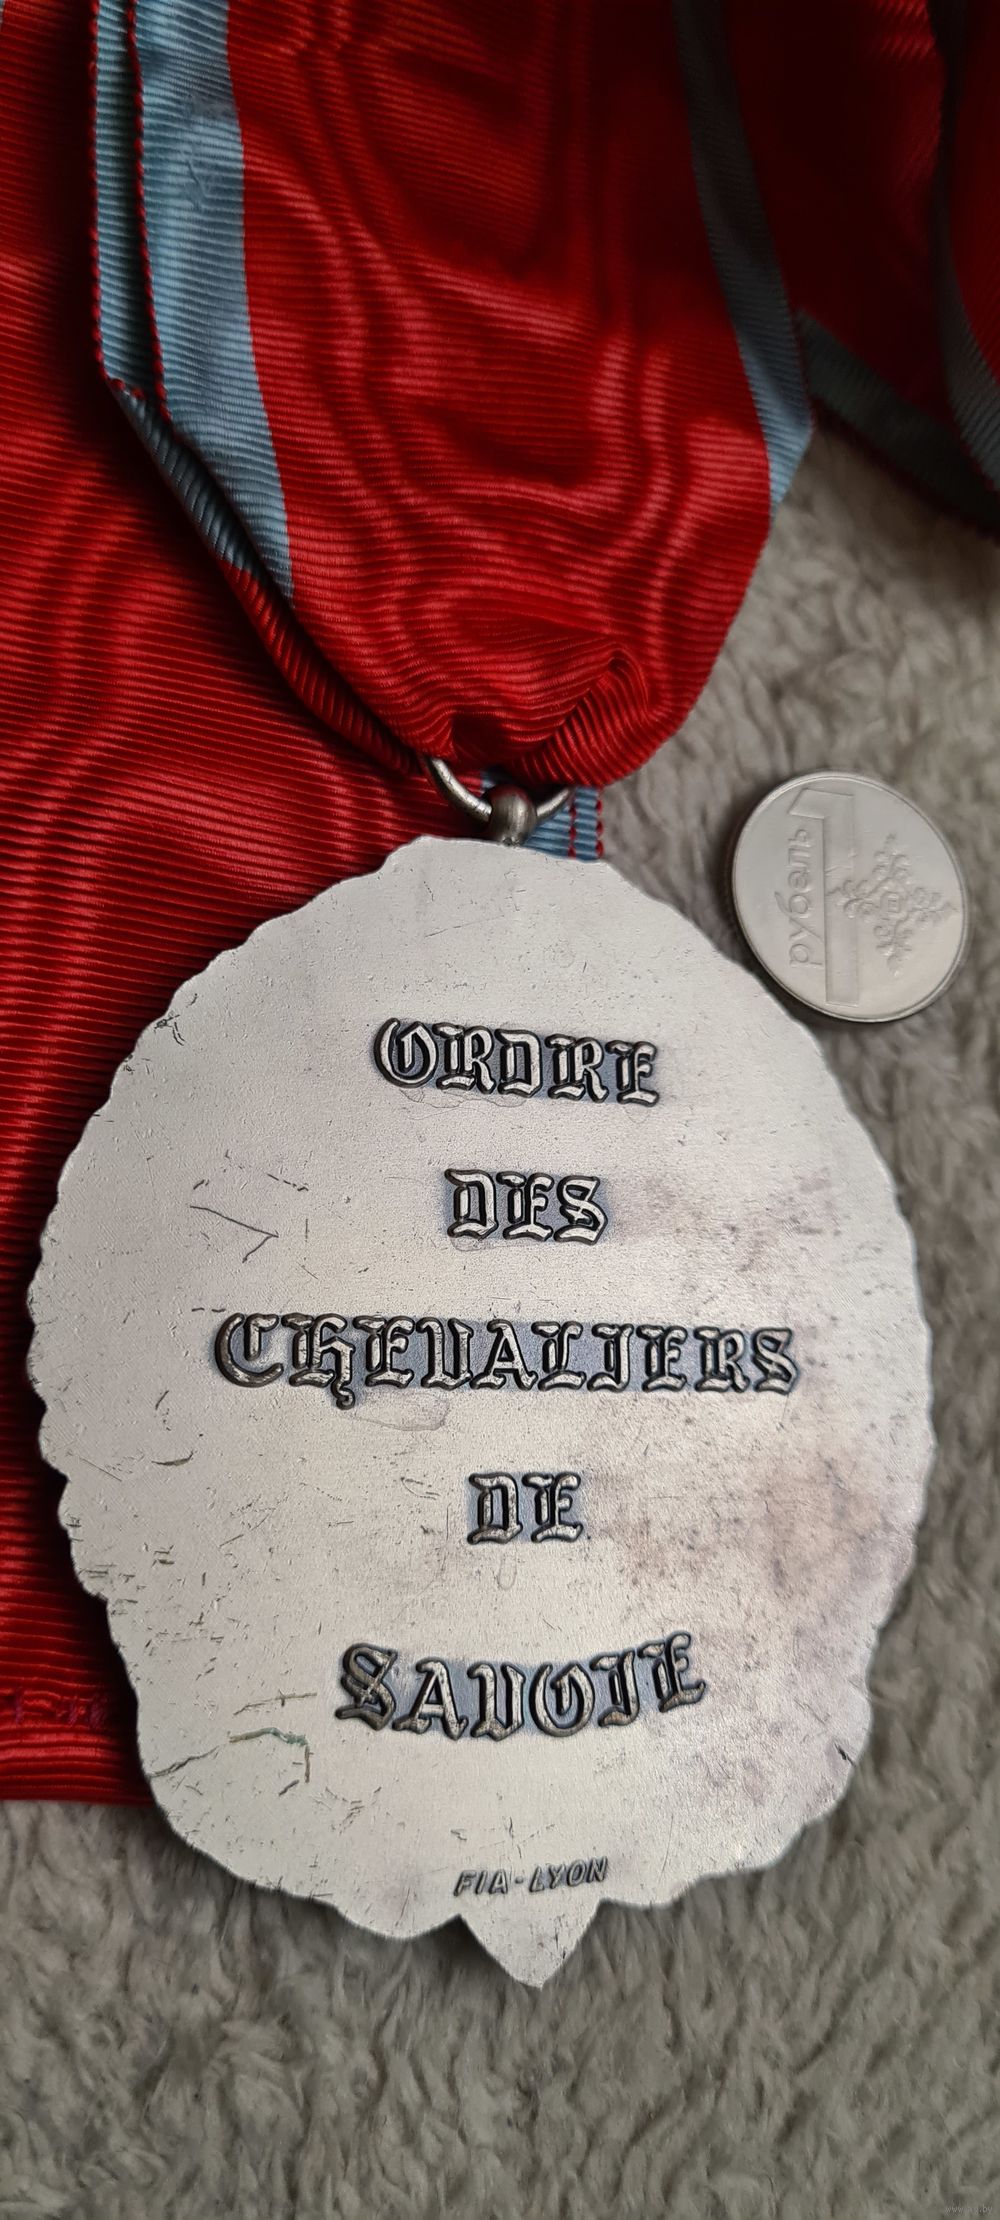 ORDRE
DES
CHEVALIERS
DE
SAVOIE
FIA-LYON
1
рубель